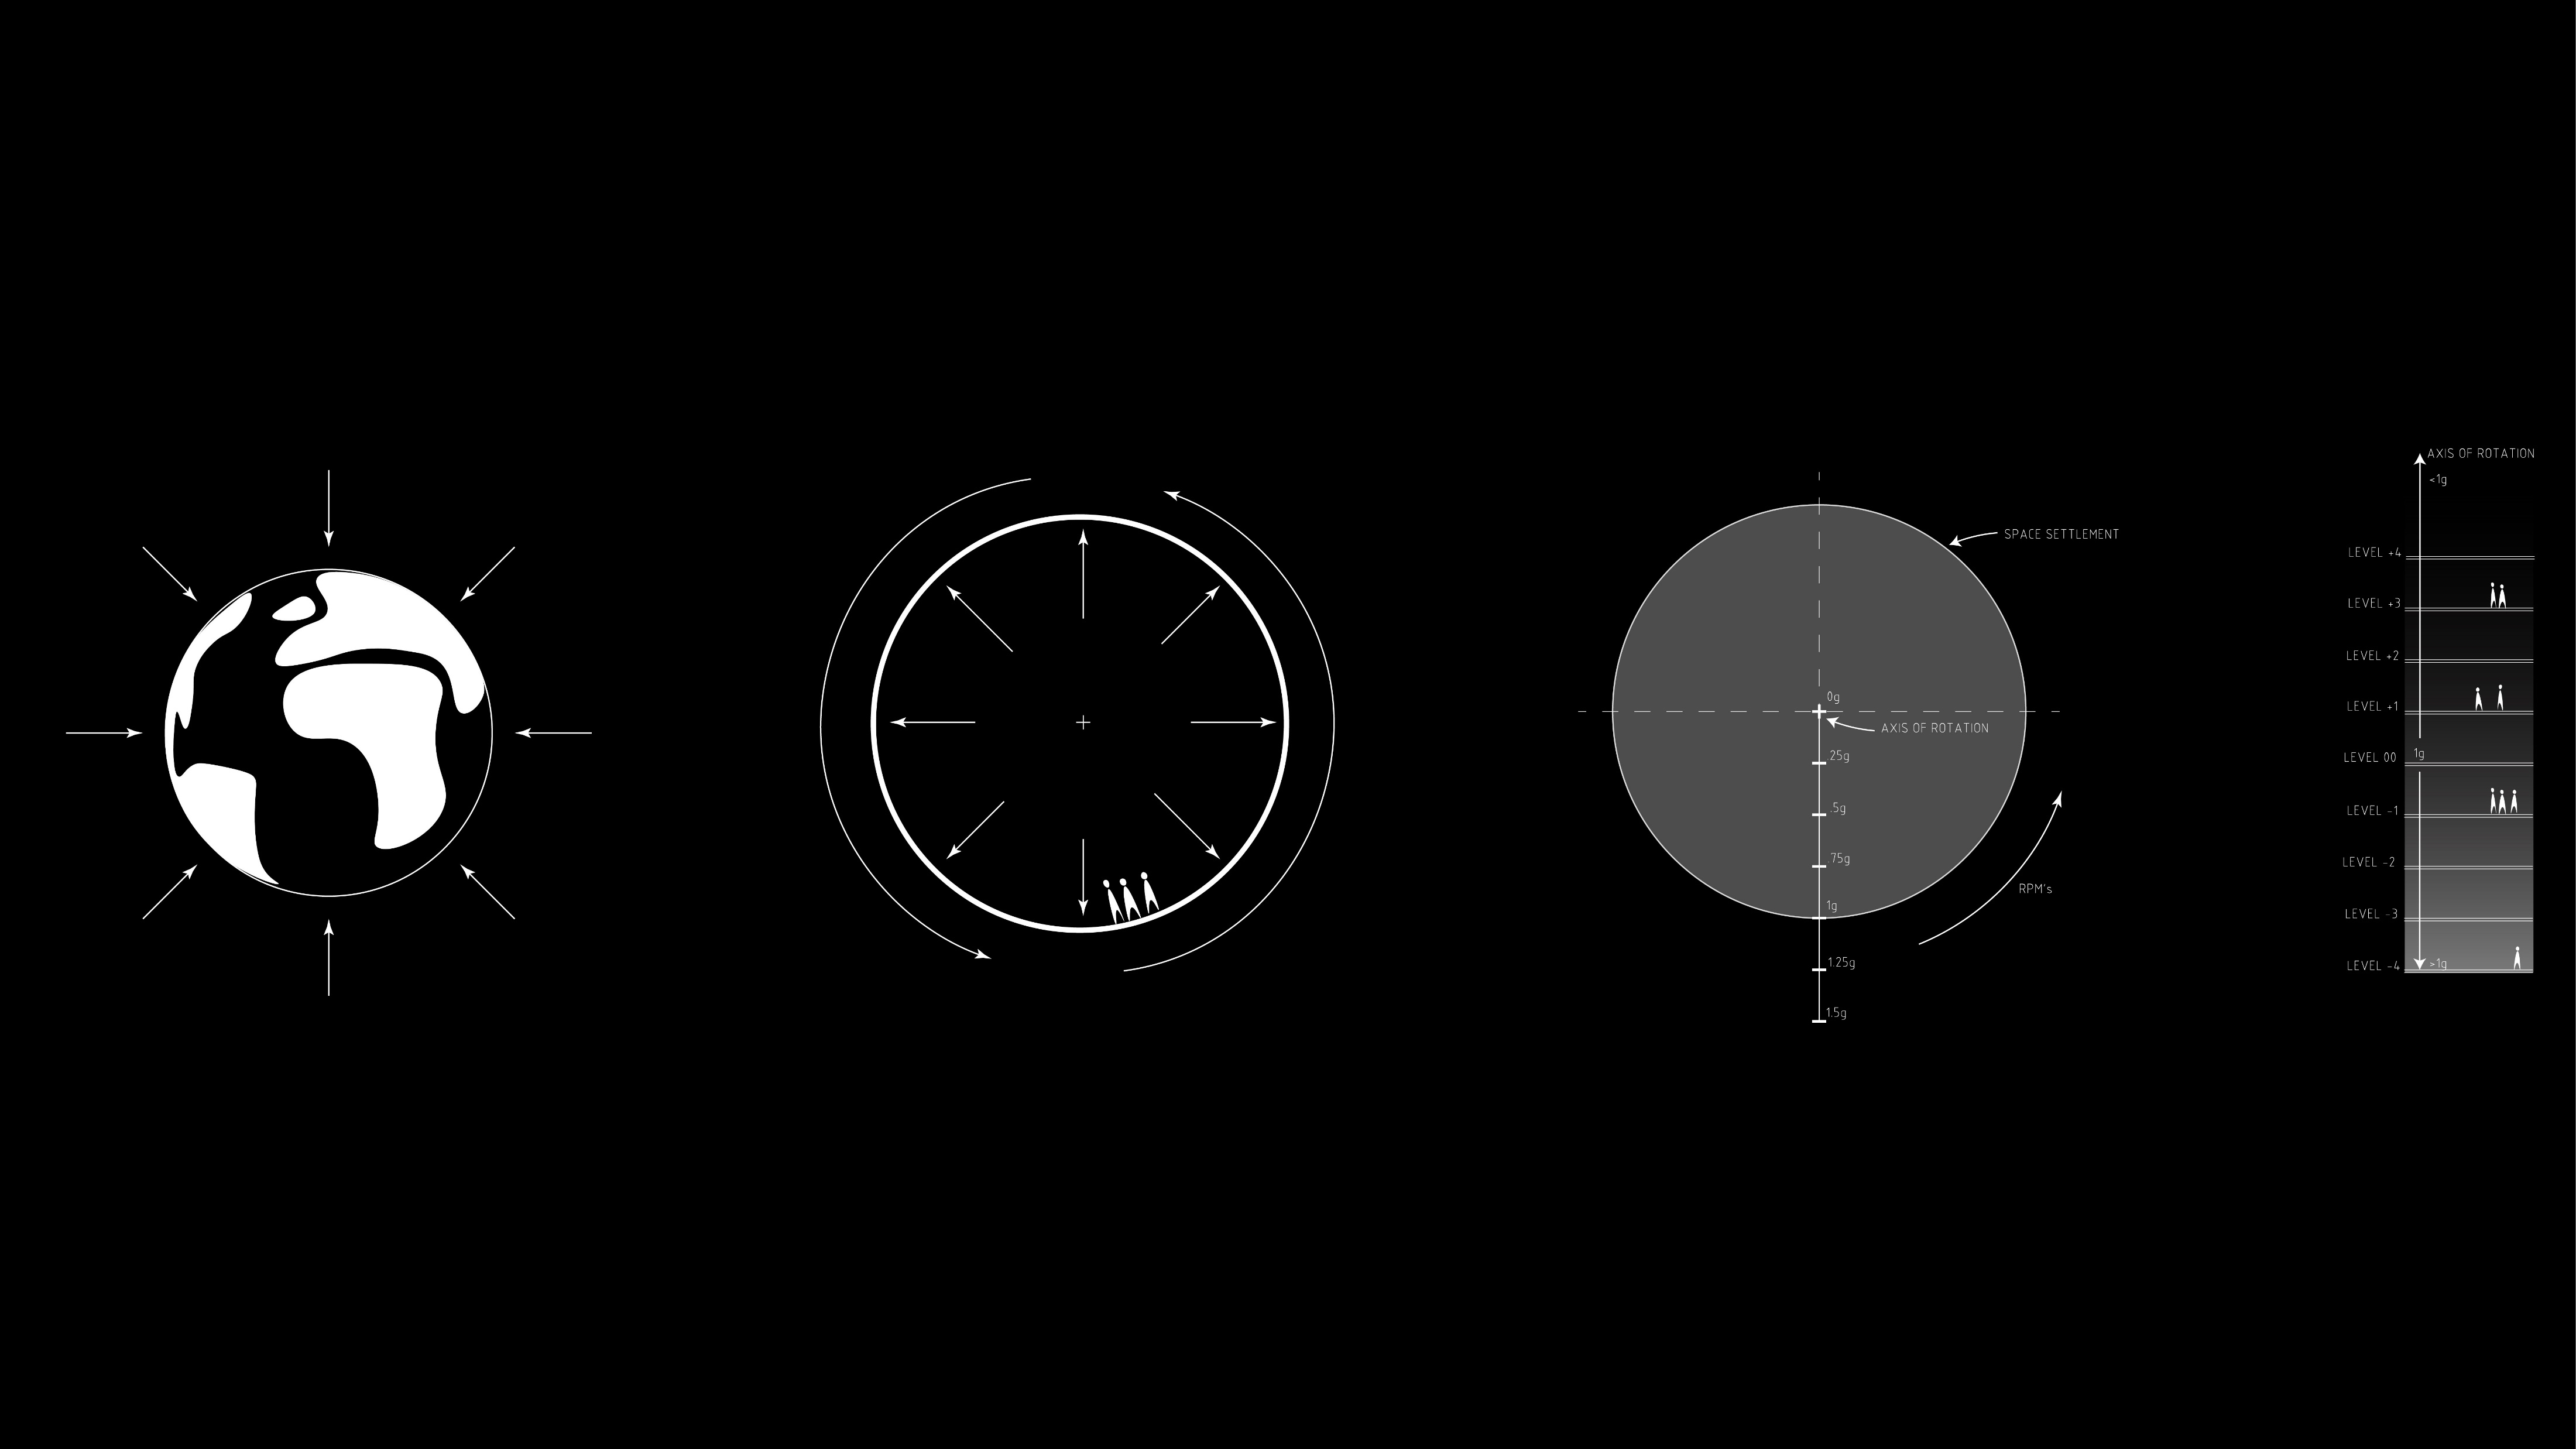 SPACE SETTLEMENT
0g
AXIS OF ROTATION
.25g
.5g
.75g
RPM's
1g
1.25g
1.5g
AXIS OF ROTATION
<1g
LEVEL +4
LEVEL +3
LEVEL +2
LEVEL +1
LEVEL 00 1g
LEVEL -1
LEVEL -2
LEVEL -3
LEVEL -4 >1g